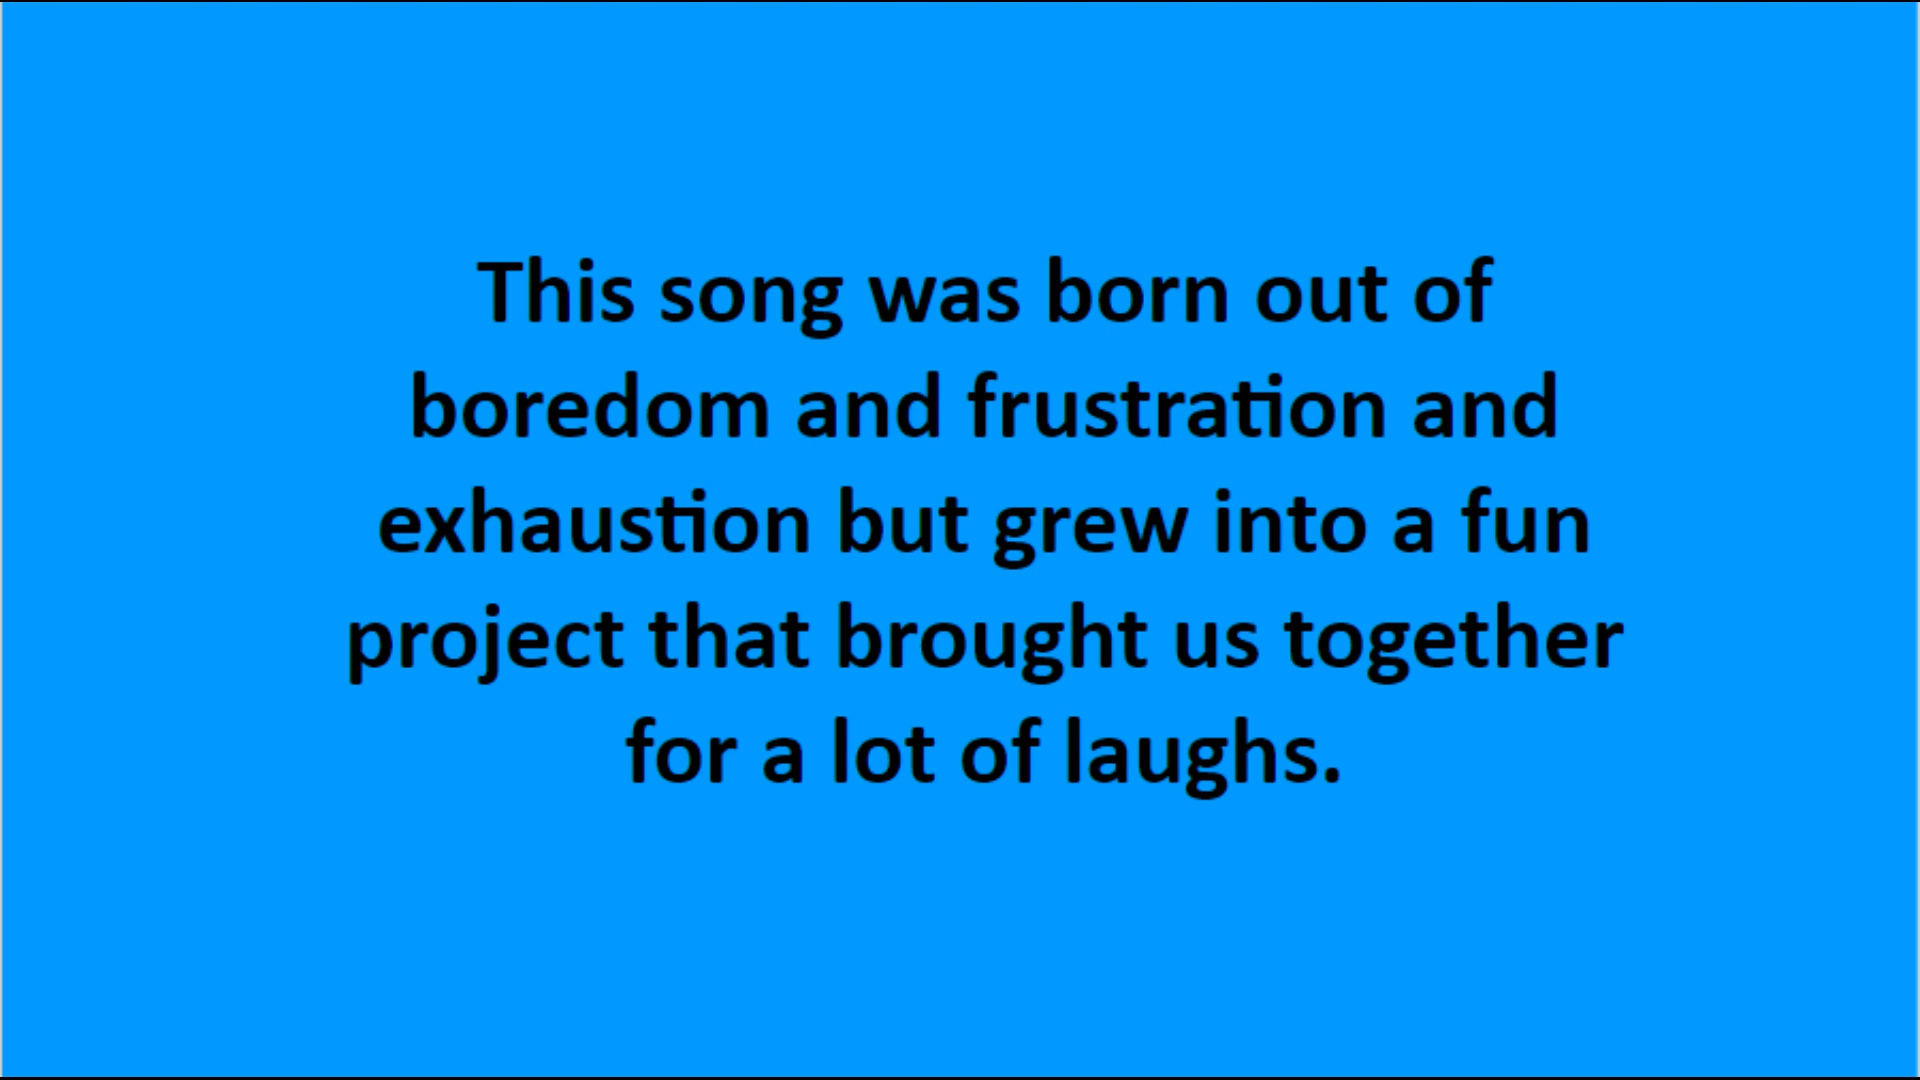 This song was born out of
boredom and frustration and
exhaustion but grew into a fun
project that brought us together
for a lot of laughs.